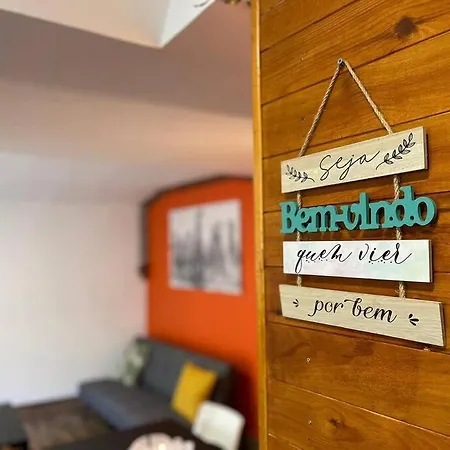 Seja
Bem-vindo
quem vier
por bem